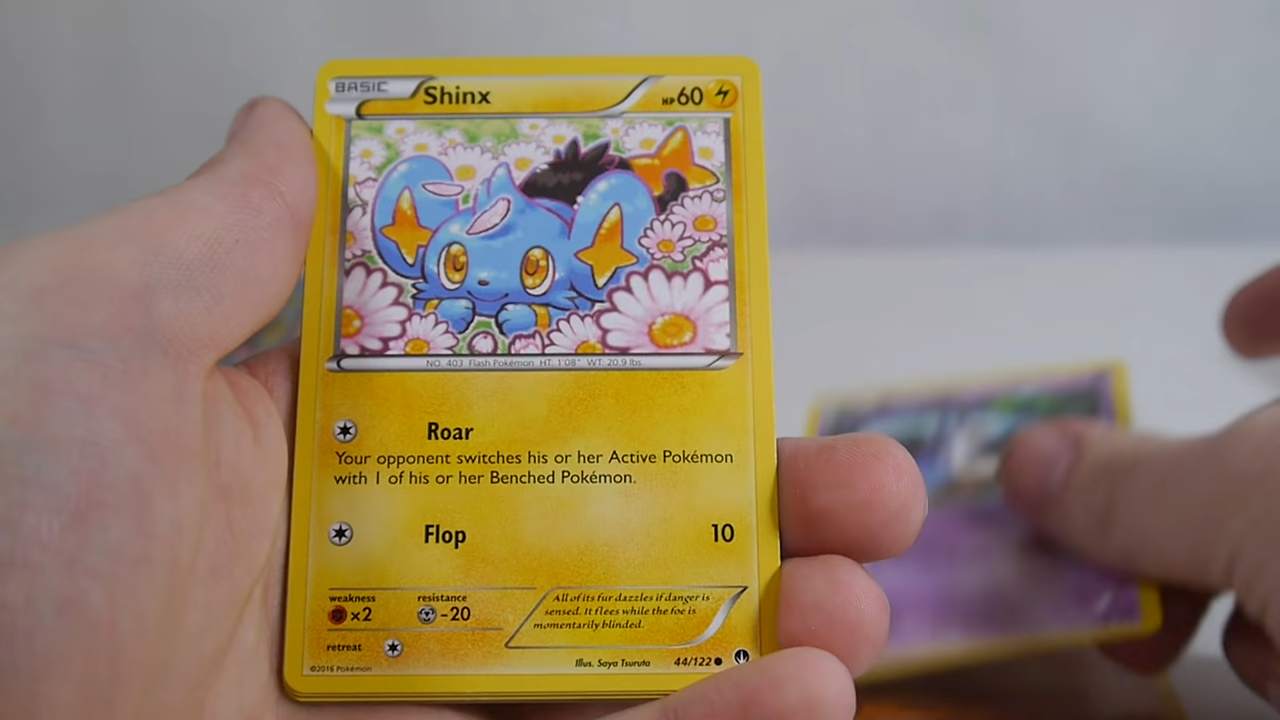 BASIC Shinx HP60
NO. 403 Flash Pokémon HT: 1'08" WT: 20.9 lbs
Roar
Your opponent switches his or her Active Pokémon
with 1 of his or her Benched Pokémon.
Flop 10
weakness resistance
×2 -20
retreat
All of its fur dazzles if danger is
sensed. It flees while the foe is
momentarily blinded.
©2016 Pokémon Illus. Saya Tsuruta 44/122